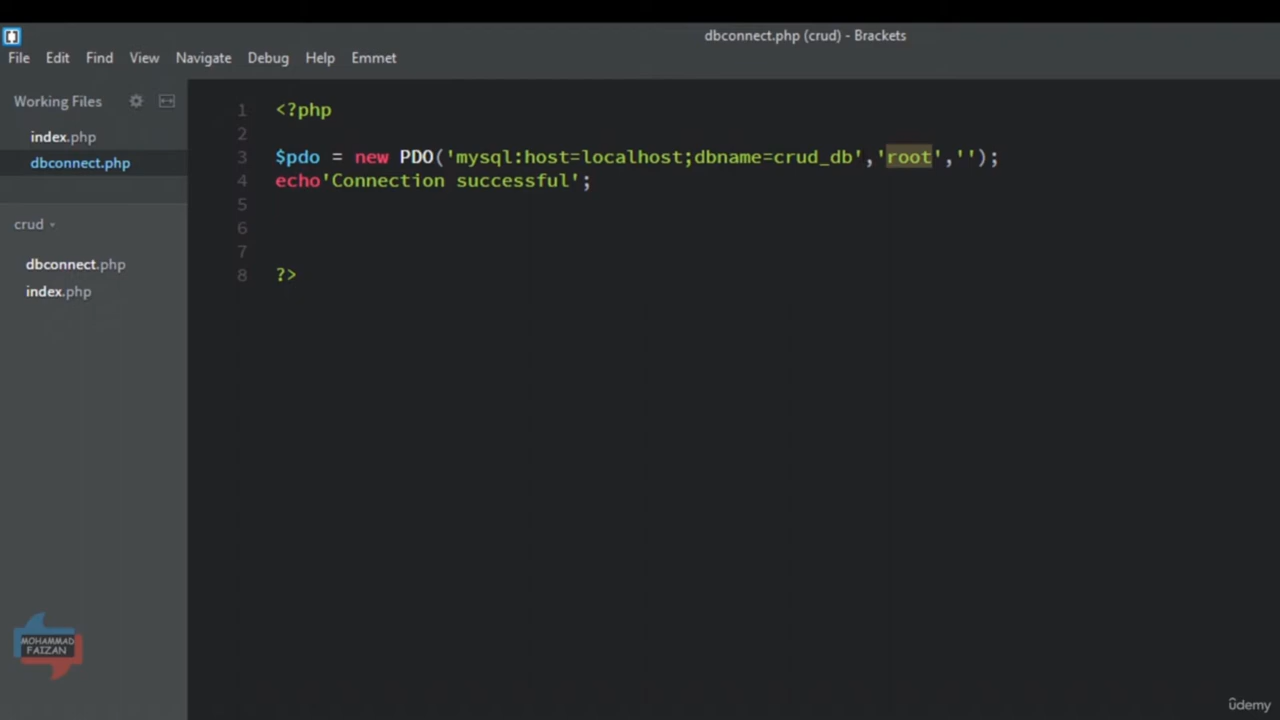 dbconnect.php (crud) - Brackets
File Edit Find View Navigate Debug Help Emmet
Working Files
index.php
dbconnect.php
crud
dbconnect.php
index.php
1 <?php
2
3 $pdo = new PDO('mysql:host=localhost;dbname=crud_db','root','');
4 echo'Connection successful';
5
6
7
8 ?>
MOHAMMAD
FAIZAN
ûdemy